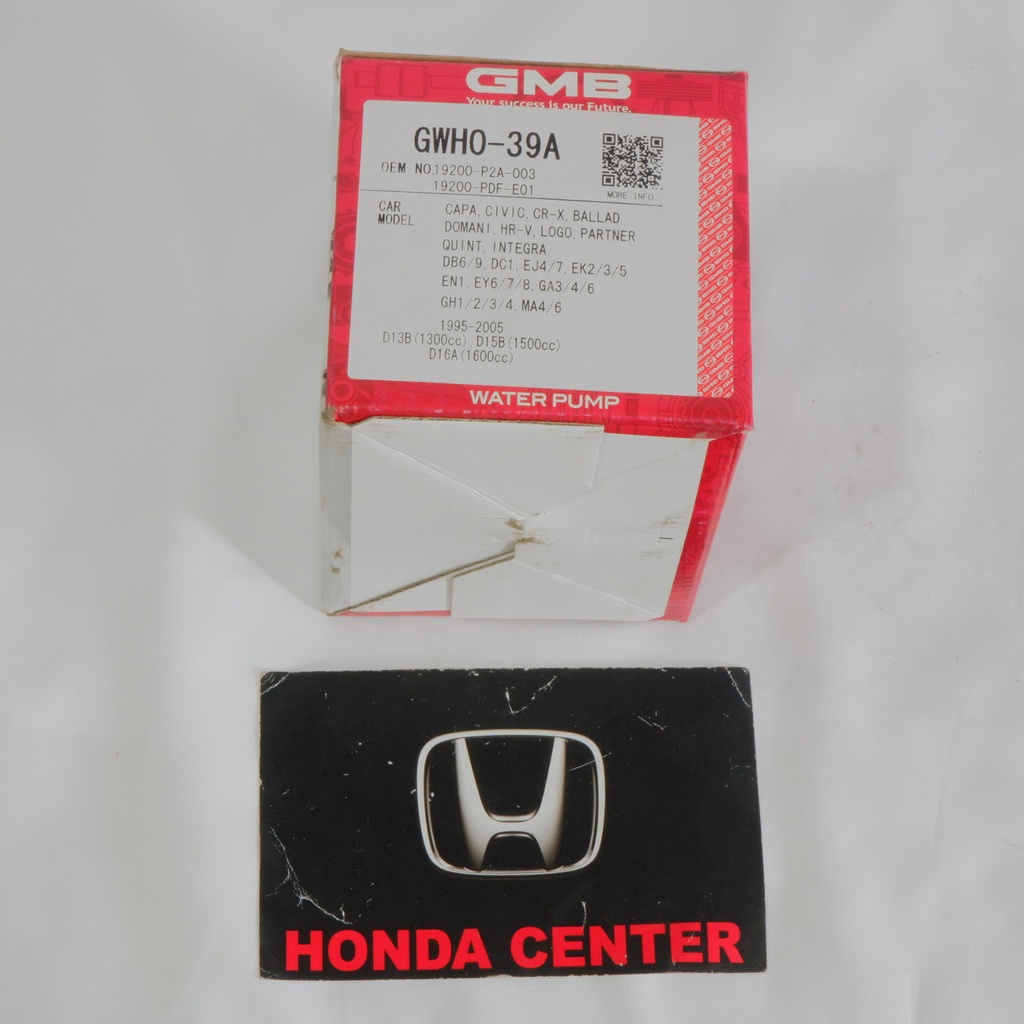 GMB
Your success is our Future.
GWHO-39A
OEM NO.19200-P2A-003
19200-PDF-E01
MORE INFO
CAR MODEL
CAPA, CIVIC, CR-X, BALLAD
DOMANI, HR-V, LOGO, PARTNER
QUINT, INTEGRA
DB6/9, DC1, EJ4/7, EK2/3/5
EN1, EY6/7/8, GA3/4/6
GH1/2/3/4, MA4/6
1995-2005
D13B(1300cc), D15B(1500cc)
D16A(1600cc)
WATER PUMP
HONDA CENTER